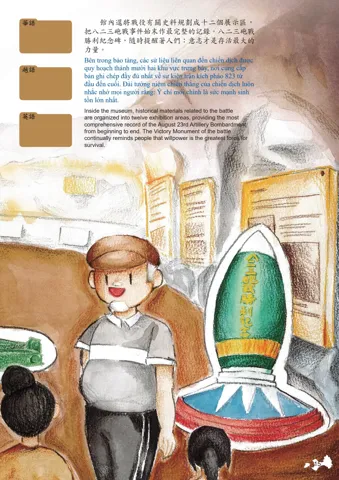 華語
越語
英語
館內還將戰役有關史料規劃成十二個展示區，
把八二三砲戰事件始末作最完整的記錄。八二三砲戰
勝利紀念碑，隨時提醒著人們：意志才是存活最大的
力量。
Bên trong bảo tàng, các sử liệu liên quan đến chiến dịch được
quy hoạch thành mười hai khu vực trưng bày, nơi cung cấp
bản ghi chép đầy đủ nhất về sự kiện trận kịch pháo 823 từ
đầu đến cuối. Đài tưởng niệm chiến thắng của chiến dịch luôn
nhắc nhở mọi người rằng: Ý chí mới chính là sức mạnh sinh
tồn lớn nhất.
Inside the museum, historical materials related to the battle
are organized into twelve exhibition areas, providing the most
comprehensive record of the August 23rd Artillery Bombardment
from beginning to end. The Victory Monument of the battle
continually reminds people that willpower is the greatest force for
survival.